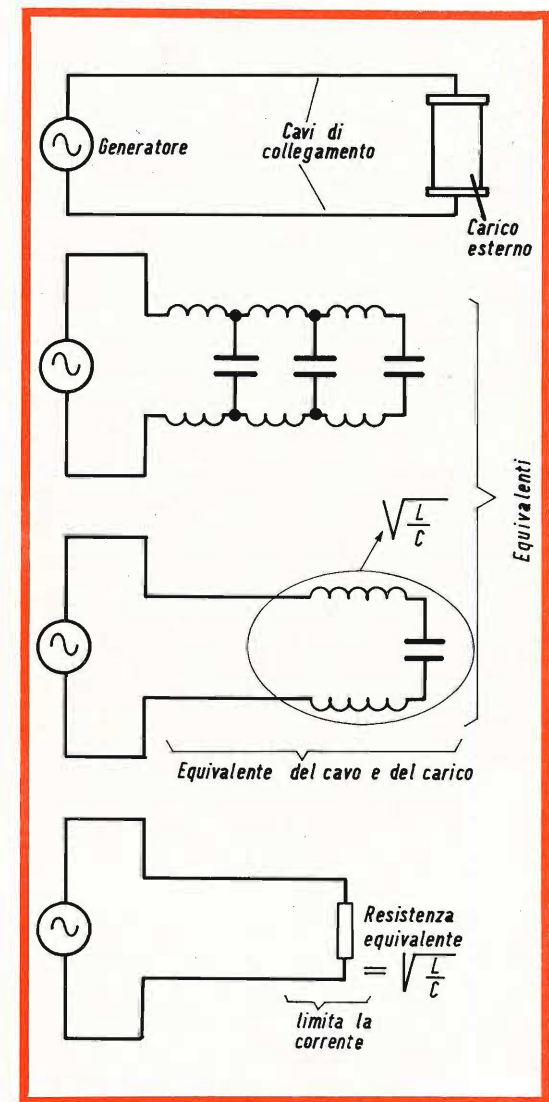 Generatore
Cavi di
collegamento
Carico
esterno
√L/C
Equivalenti
Equivalente del cavo e del carico
Resistenza
equivalente
= √L/C
limita la
corrente